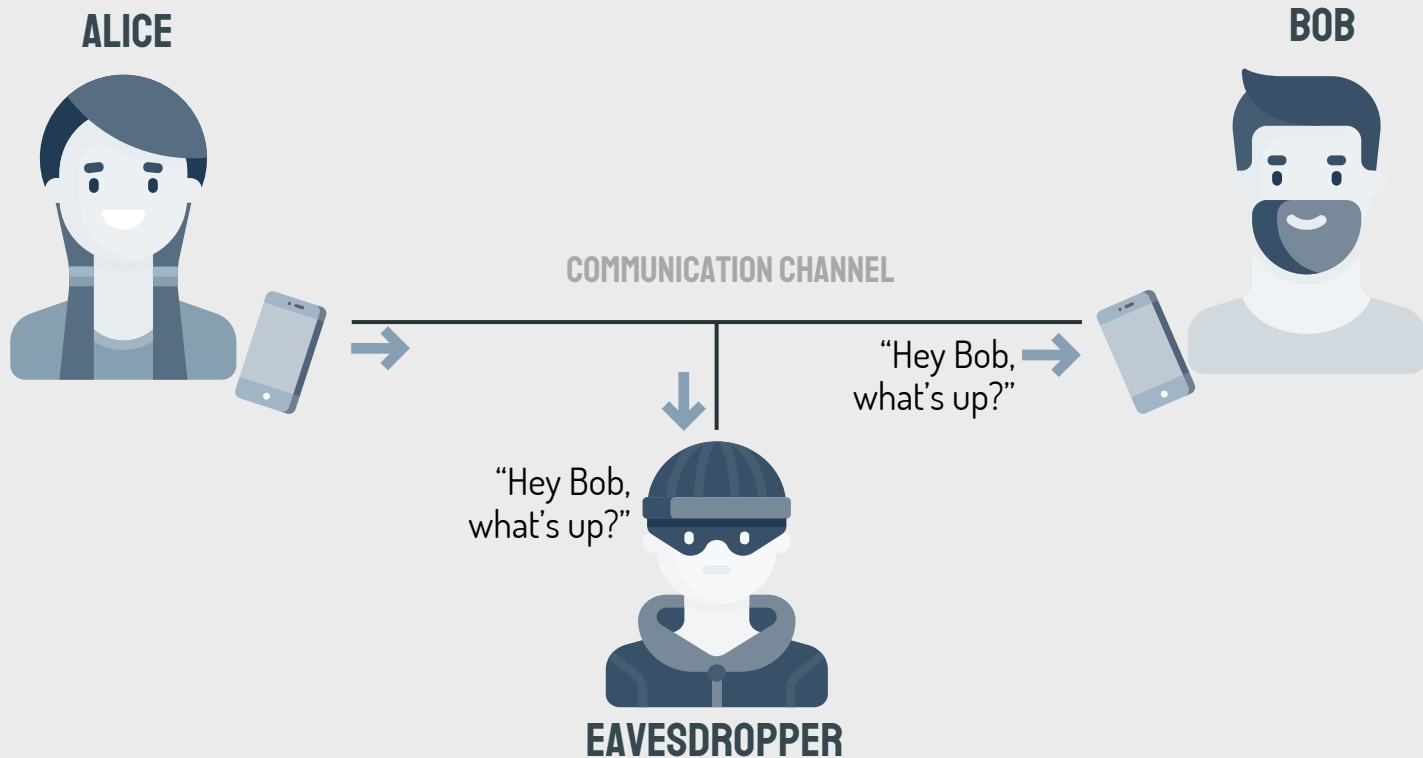 ALICE
BOB
COMMUNICATION CHANNEL
“Hey Bob,
what’s up?”
“Hey Bob,
what’s up?”
EAVESDROPPER